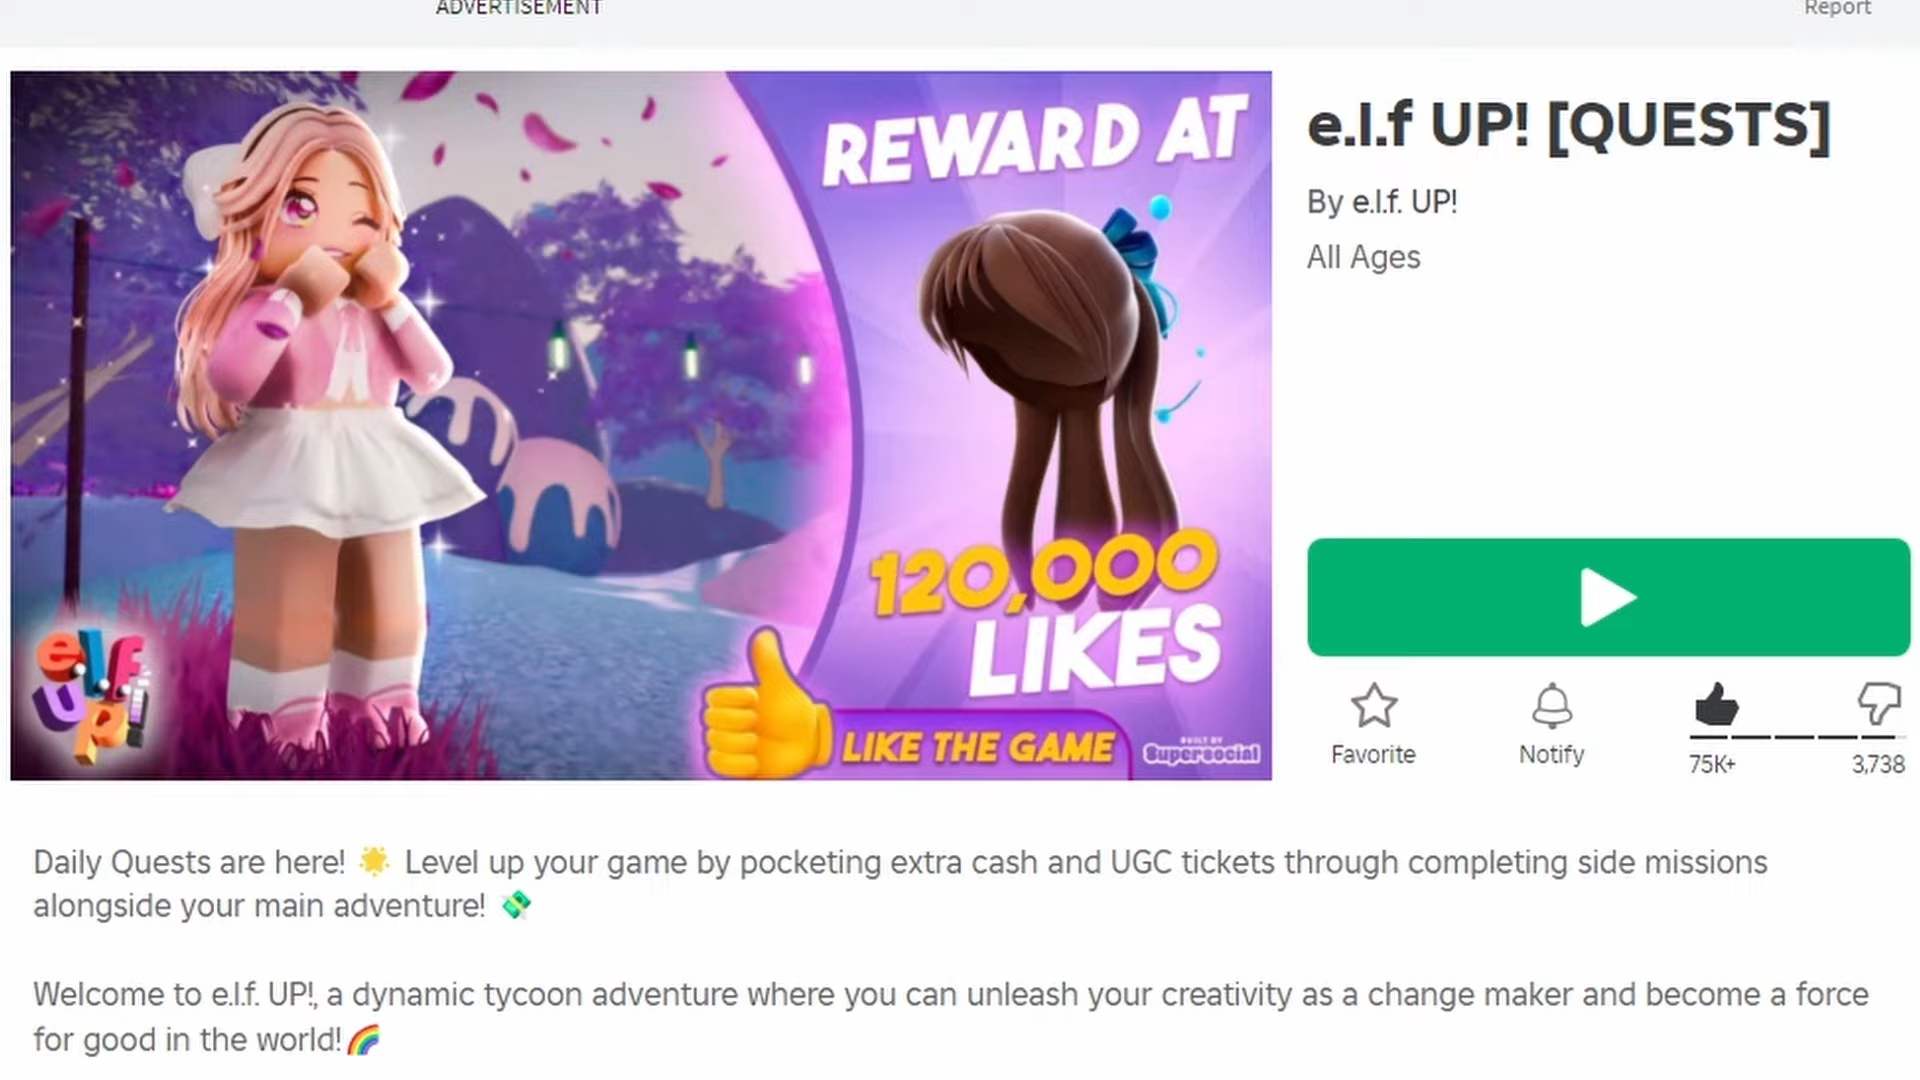 ADVERTISEMENT
Report
REWARD AT
120,000
LIKES
LIKE THE GAME
BUILT BY
Supersocial
e.l.f
UP!
e.l.f UP! [QUESTS]
By e.l.f. UP!
All Ages
Favorite
Notify
75K+
3,738
Daily Quests are here! 🌟 Level up your game by pocketing extra cash and UGC tickets through completing side missions
alongside your main adventure! 💸
Welcome to e.l.f. UP!, a dynamic tycoon adventure where you can unleash your creativity as a change maker and become a force
for good in the world!🌈